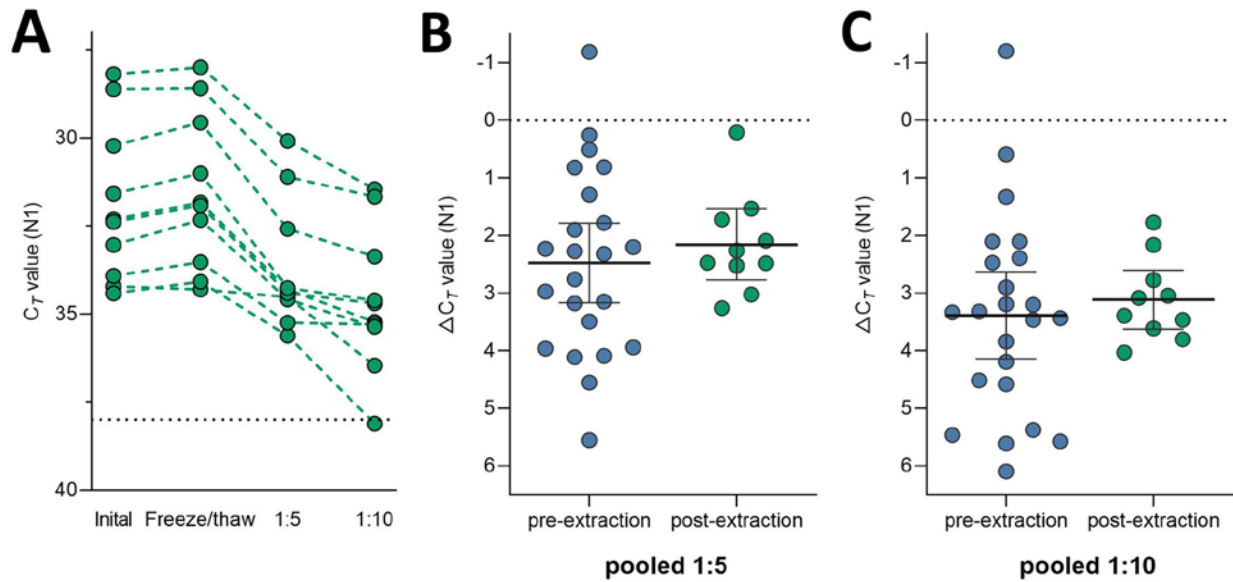 A
C_T value (N1)
30
35
40
Inital Freeze/thaw 1:5 1:10
B
ΔC_T value (N1)
-1
0
1
2
3
4
5
6
pre-extraction post-extraction
pooled 1:5
C
ΔC_T value (N1)
-1
0
1
2
3
4
5
6
pre-extraction post-extraction
pooled 1:10